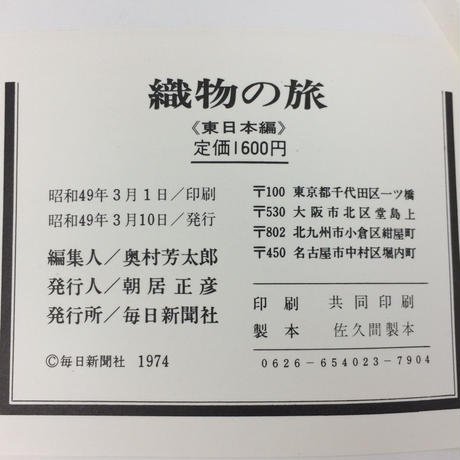 織物の旅
《東日本編》
定価1600円
昭和49年3月1日／印刷
昭和49年3月10日／発行
編集人／奥村芳太郎
発行人／朝居正彦
発行所／毎日新聞社
©毎日新聞社 1974
〒100 東京都千代田区一ツ橋
〒530 大阪市北区堂島上
〒802 北九州市小倉区紺屋町
〒450 名古屋市中村区堀内町
印刷 共同印刷
製本 佐久間製本
0626－654023－7904